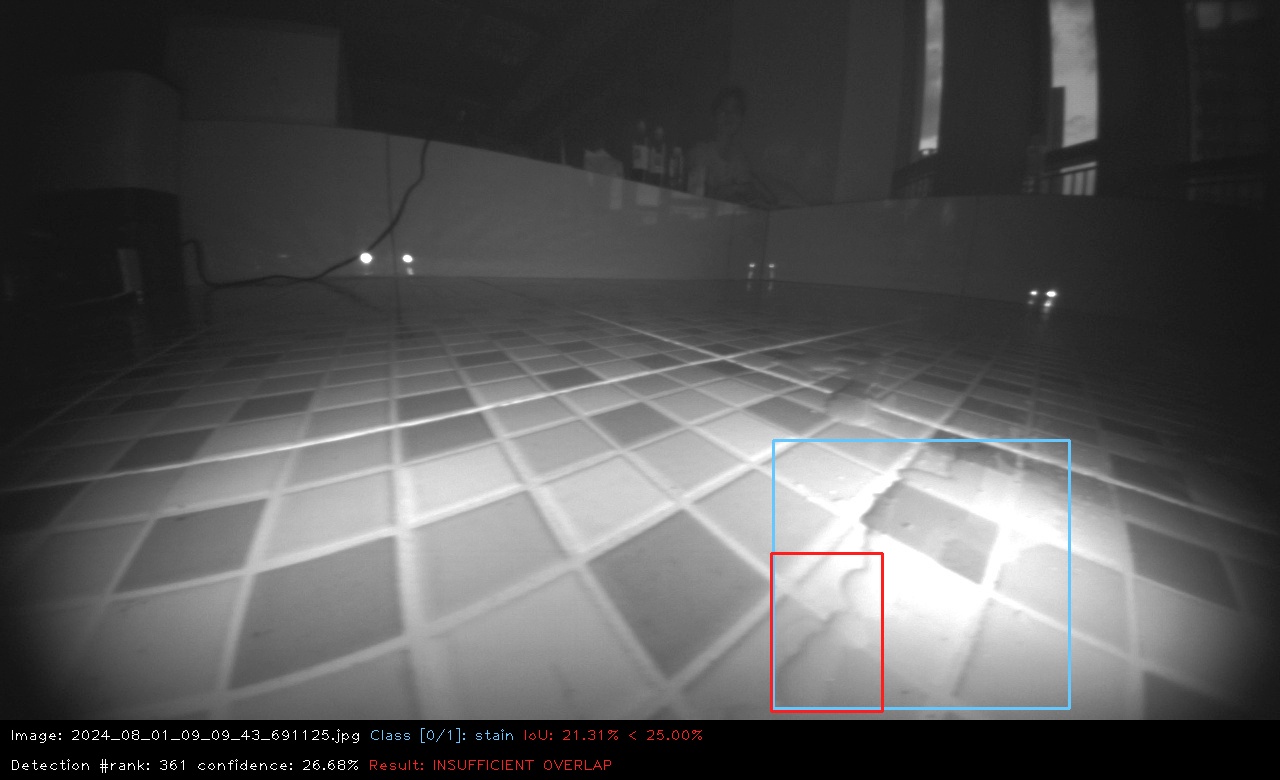 Image: 2024_08_01_09_09_43_691125.jpg Class [0/1]: stain IoU: 21.31% < 25.00%
Detection #rank: 361 confidence: 26.68% Result: INSUFFICIENT OVERLAP